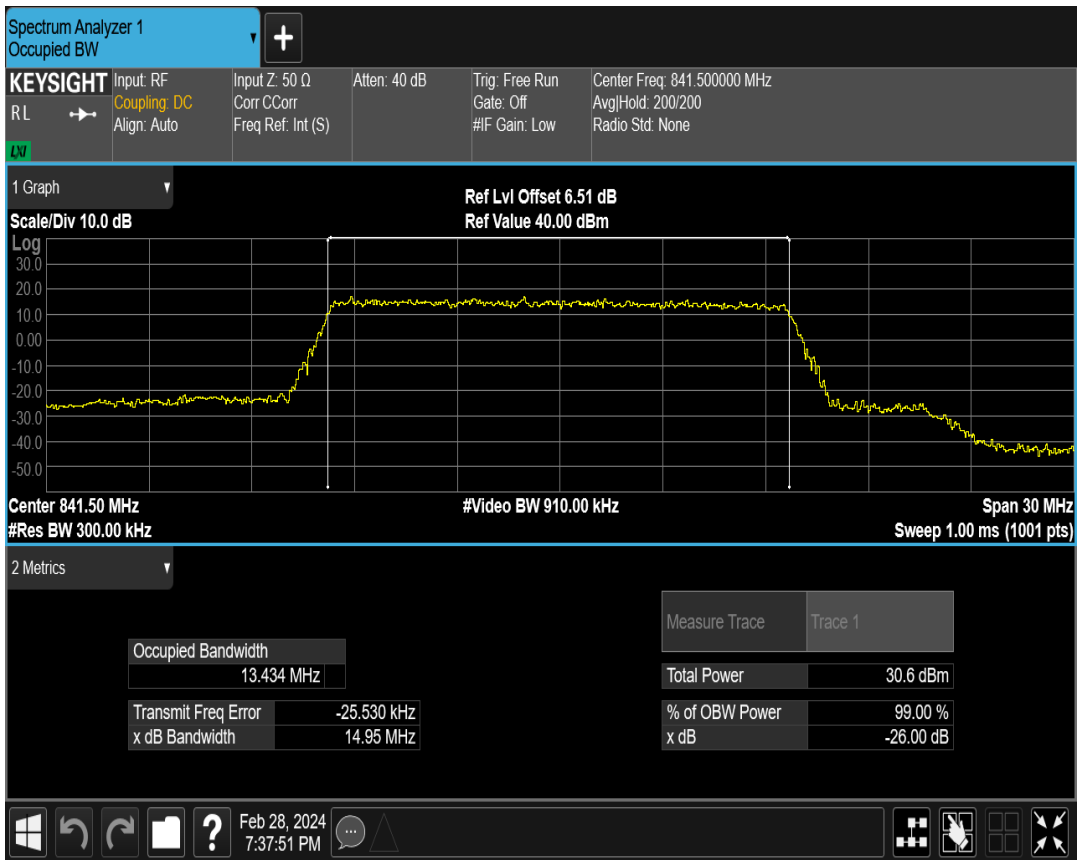 Spectrum Analyzer 1
Occupied BW
KEYSIGHT
RL
LXI
Input: RF
Coupling: DC
Align: Auto
Input Z: 50 Ω
Corr CCorr
Freq Ref: Int (S)
Atten: 40 dB
Trig: Free Run
Gate: Off
#IF Gain: Low
Center Freq: 841.500000 MHz
Avg|Hold: 200/200
Radio Std: None
1 Graph
Ref Lvl Offset 6.51 dB
Scale/Div 10.0 dB
Ref Value 40.00 dBm
Log
30.0
20.0
10.0
0.00
-10.0
-20.0
-30.0
-40.0
-50.0
Center 841.50 MHz
#Video BW 910.00 kHz
Span 30 MHz
#Res BW 300.00 kHz
Sweep 1.00 ms (1001 pts)
2 Metrics
Measure Trace Trace 1
Occupied Bandwidth
13.434 MHz
Total Power 30.6 dBm
Transmit Freq Error -25.530 kHz
% of OBW Power 99.00 %
x dB Bandwidth 14.95 MHz
x dB -26.00 dB
?
Feb 28, 2024
7:37:51 PM